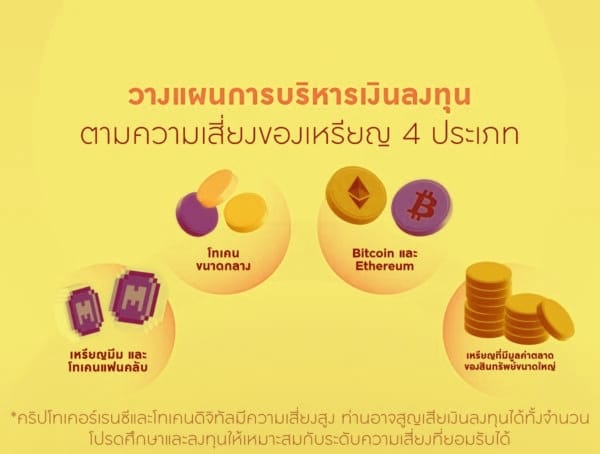 วางแผนการบริหารเงินลงทุน
ตามความเสี่ยงของเหรียญ 4 ประเภท
โทเคน
ขนาดกลาง
Bitcoin และ
Ethereum
เหรียญมีม และ
โทเคนแฟนคลับ
เหรียญที่มีมูลค่าตลาด
ของสินทรัพย์ขนาดใหญ่
*คริปโทเคอร์เรนซีและโทเคนดิจิทัลมีความเสี่ยงสูง ท่านอาจสูญเสียเงินลงทุนได้ทั้งจำนวน
โปรดศึกษาและลงทุนให้เหมาะสมกับระดับความเสี่ยงที่ยอมรับได้